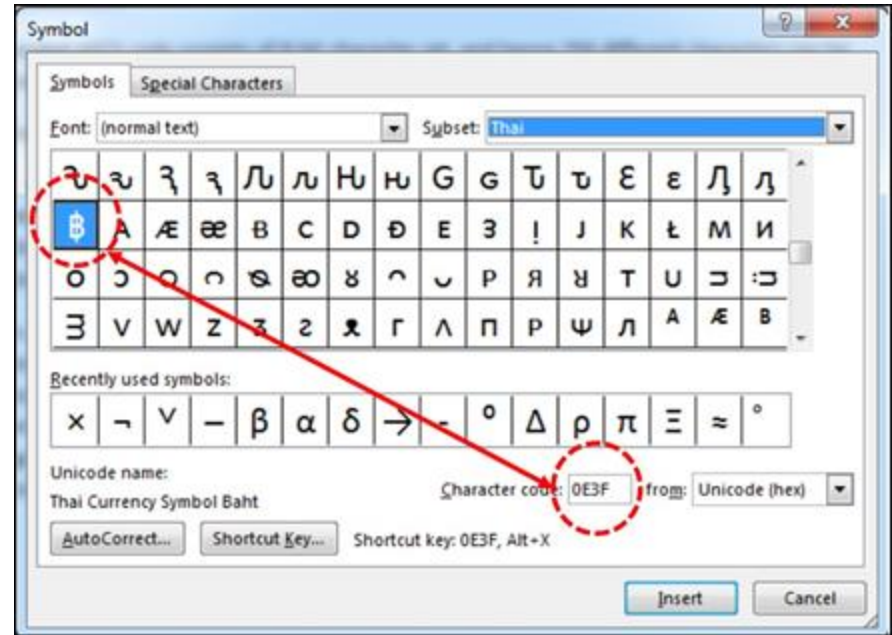 Symbol
Symbols Special Characters
Font: (normal text) Subset: Thai
Ԅ ԅ Ԇ ԇ Ԉ ԉ Ԋ ԋ Ԍ ԍ Ԏ ԏ Ɛ ɛ Ԓ ԓ
฿ ᴀ Ӕ ᴂ ᴃ ᴄ ᴅ ᴆ ᴇ ᴈ ᴉ ᴊ ᴋ ᴌ ᴍ ᴎ
ᴏ ᴐ ᴑ ᴒ ᴓ ᴔ ᴕ ᴖ ᴗ ᴘ ᴙ ᴚ ᴛ ᴜ ᴝ ᴞ
ᴟ ᴠ ᴡ ᴢ ᴣ ᴤ ᴥ ᴦ ᴧ ᴨ ᴩ ᴪ ᴫ ᴬ ᴭ ᴮ
Recently used symbols:
× ¬ ˅ – β α δ → - ⁰ Δ ρ π Ξ ≈ °
Unicode name:
Thai Currency Symbol Baht
Character code: 0E3F from: Unicode (hex)
AutoCorrect... Shortcut Key... Shortcut key: 0E3F, Alt+X
Insert Cancel